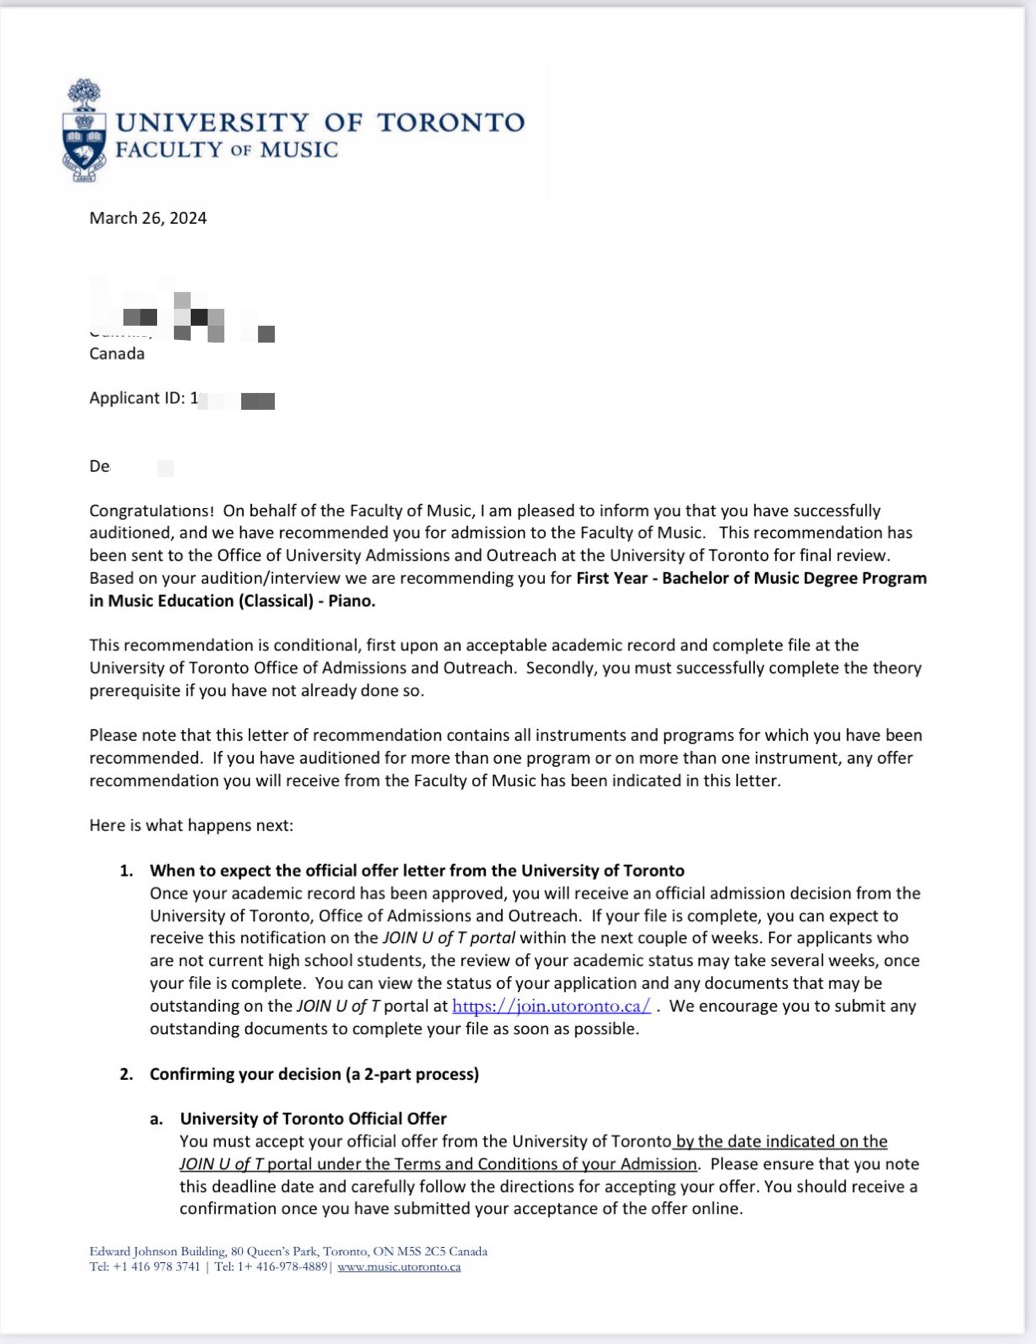 UNIVERSITY OF TORONTO
FACULTY OF MUSIC
March 26, 2024
Canada
Applicant ID: 1
De
Congratulations!  On behalf of the Faculty of Music, I am pleased to inform you that you have successfully
auditioned, and we have recommended you for admission to the Faculty of Music.   This recommendation has
been sent to the Office of University Admissions and Outreach at the University of Toronto for final review.
Based on your audition/interview we are recommending you for First Year - Bachelor of Music Degree Program
in Music Education (Classical) - Piano.
This recommendation is conditional, first upon an acceptable academic record and complete file at the
University of Toronto Office of Admissions and Outreach.  Secondly, you must successfully complete the theory
prerequisite if you have not already done so.
Please note that this letter of recommendation contains all instruments and programs for which you have been
recommended.  If you have auditioned for more than one program or on more than one instrument, any offer
recommendation you will receive from the Faculty of Music has been indicated in this letter.
Here is what happens next:
1. When to expect the official offer letter from the University of Toronto
Once your academic record has been approved, you will receive an official admission decision from the
University of Toronto, Office of Admissions and Outreach.  If your file is complete, you can expect to
receive this notification on the JOIN U of T portal within the next couple of weeks. For applicants who
are not current high school students, the review of your academic status may take several weeks, once
your file is complete.  You can view the status of your application and any documents that may be
outstanding on the JOIN U of T portal at https://join.utoronto.ca/ .  We encourage you to submit any
outstanding documents to complete your file as soon as possible.
2. Confirming your decision (a 2-part process)
a. University of Toronto Official Offer
You must accept your official offer from the University of Toronto by the date indicated on the
JOIN U of T portal under the Terms and Conditions of your Admission.  Please ensure that you note
this deadline date and carefully follow the directions for accepting your offer. You should receive a
confirmation once you have submitted your acceptance of the offer online.
Edward Johnson Building, 80 Queen's Park, Toronto, ON M5S 2C5 Canada
Tel: +1 416 978 3741 | Tel: 1+ 416-978-4889| www.music.utoronto.ca